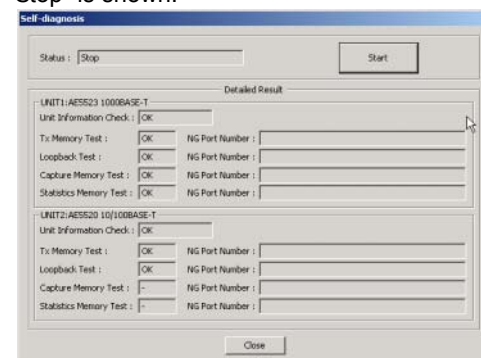 Stop" is shown.
Self-diagnosis
Status : Stop Start
Detailed Result
UNIT1:AE5523 1000BASE-T
Unit Information Check : OK
Tx Memory Test : OK NG Port Number :
Loopback Test : OK NG Port Number :
Capture Memory Test : OK NG Port Number :
Statistics Memory Test : OK NG Port Number :
UNIT2:AE5520 10/100BASE-T
Unit Information Check : OK
Tx Memory Test : OK NG Port Number :
Loopback Test : OK NG Port Number :
Capture Memory Test : - NG Port Number :
Statistics Memory Test : - NG Port Number :
Close